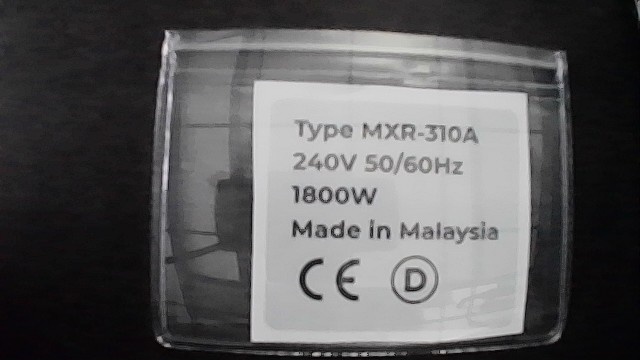 Type MXR-310A
240V 50/60Hz
1800W
Made in Malaysia
CE D